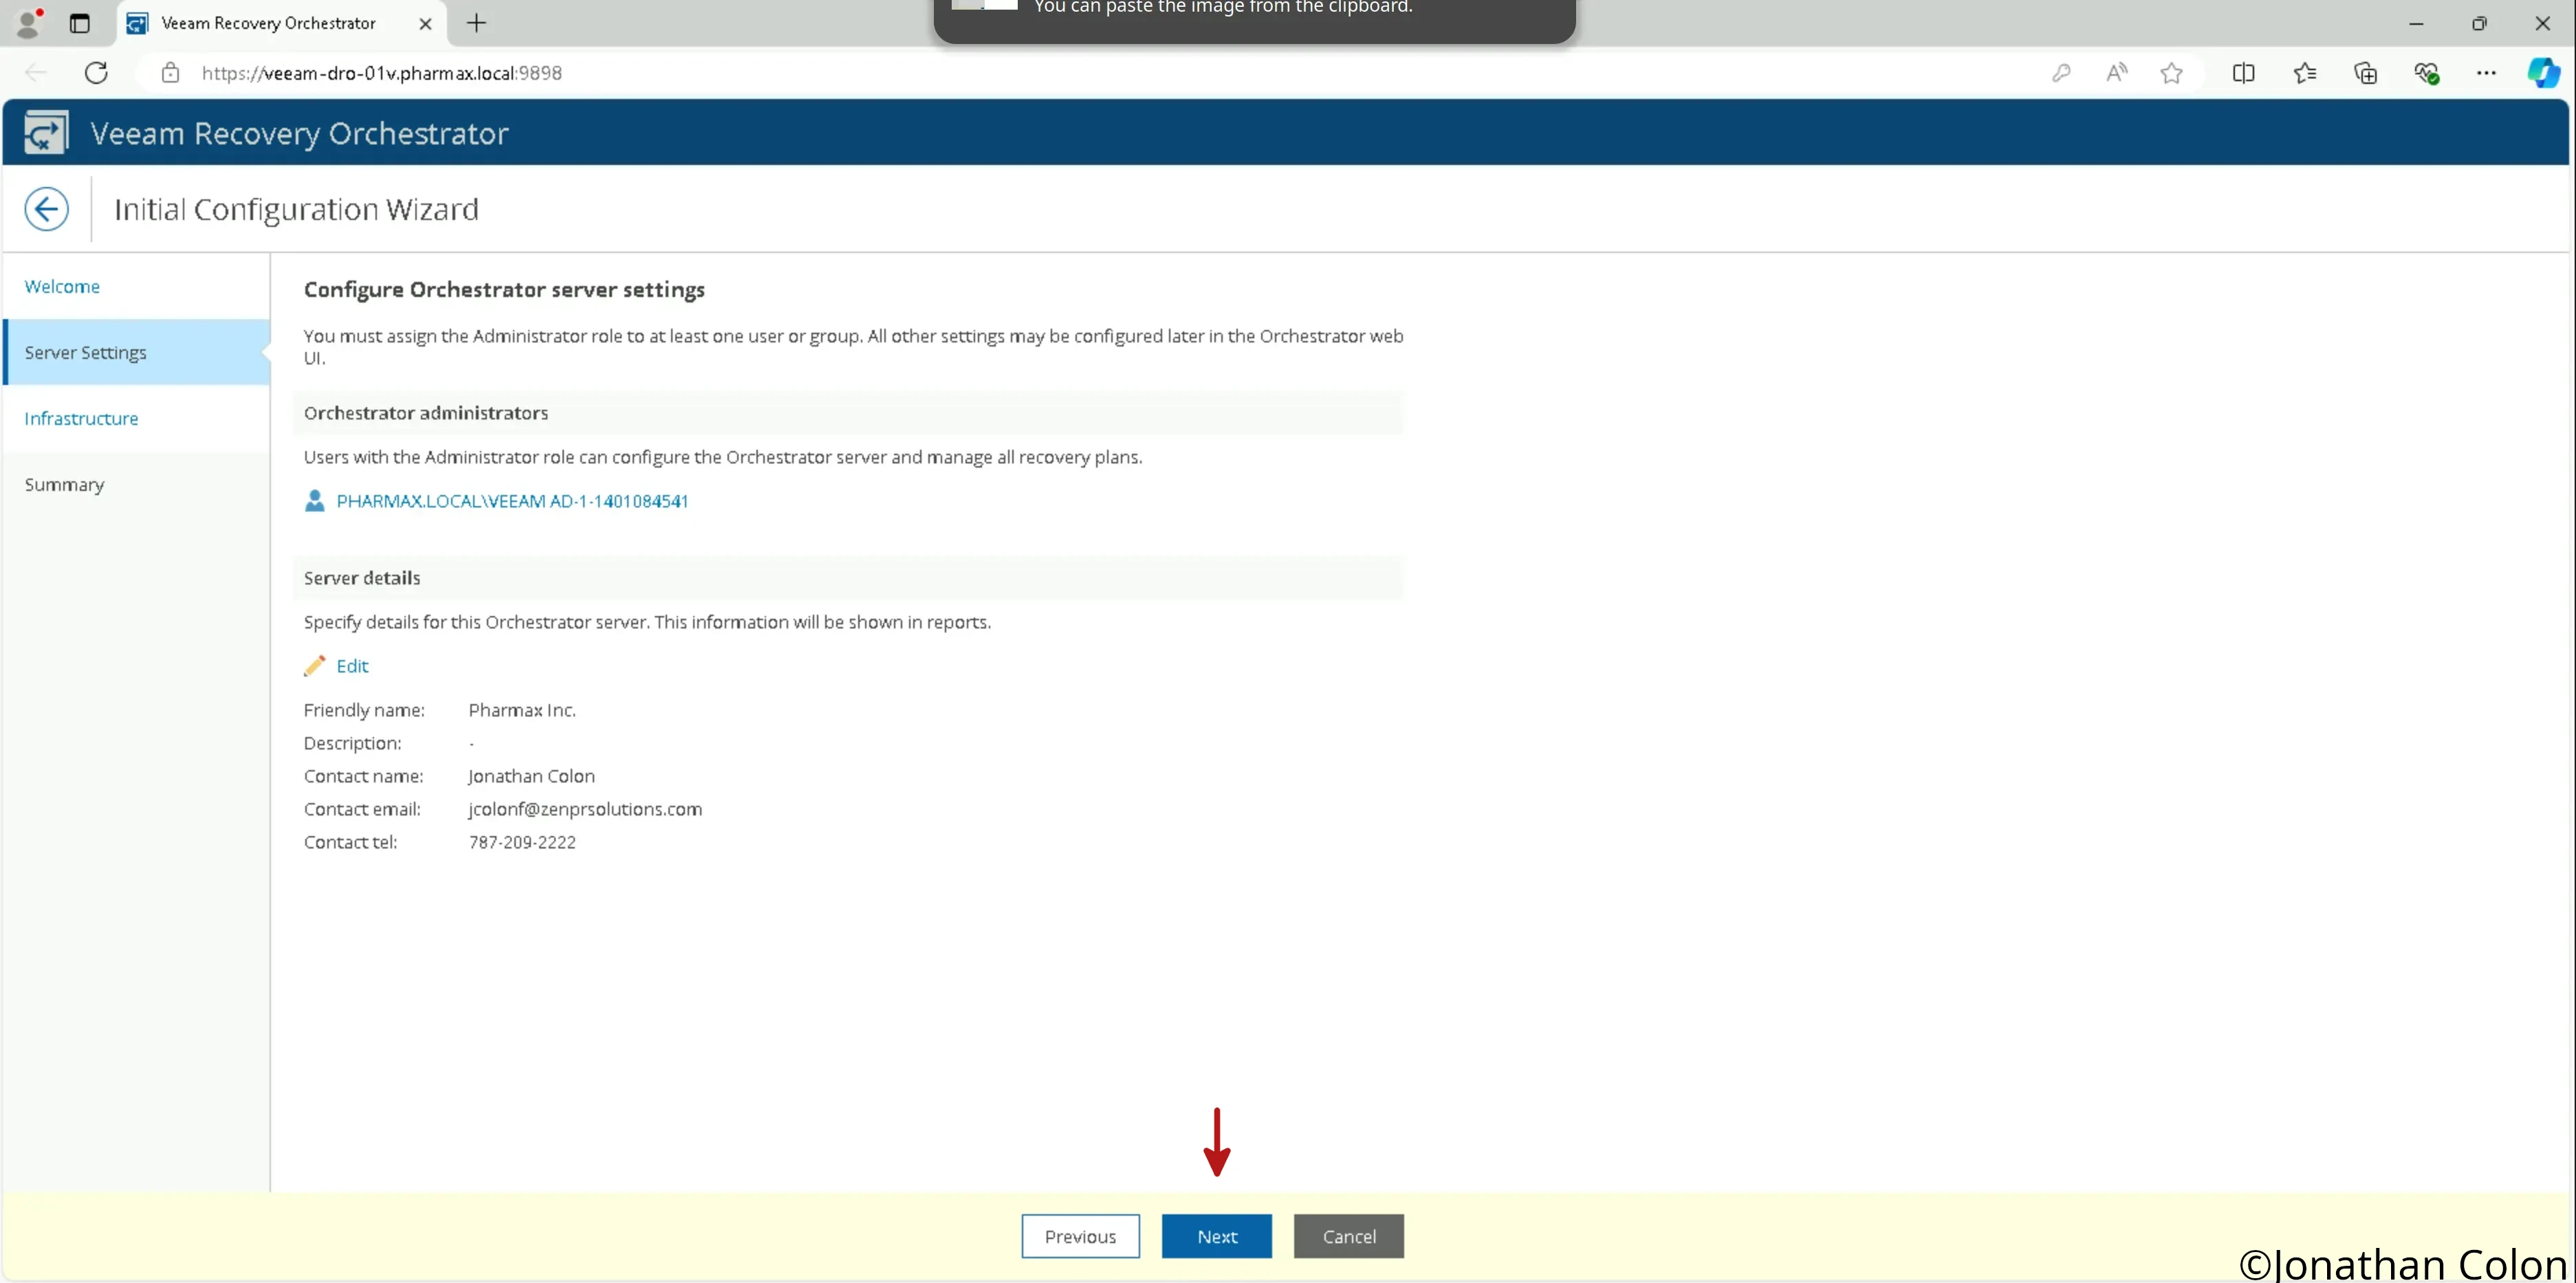 You can paste the image from the clipboard.
Veeam Recovery Orchestrator
https://veeam-dro-01v.pharmax.local:9898
Veeam Recovery Orchestrator
Initial Configuration Wizard
Welcome
Server Settings
Infrastructure
Summary
Configure Orchestrator server settings
You must assign the Administrator role to at least one user or group. All other settings may be configured later in the Orchestrator web
UI.
Orchestrator administrators
Users with the Administrator role can configure the Orchestrator server and manage all recovery plans.
PHARMAX.LOCAL\VEEAM AD-1-1401084541
Server details
Specify details for this Orchestrator server. This information will be shown in reports.
Edit
Friendly name: Pharmax Inc.
Description: -
Contact name: Jonathan Colon
Contact email: jcolonf@zenprsolutions.com
Contact tel: 787-209-2222
Previous Next Cancel
©Jonathan Colon